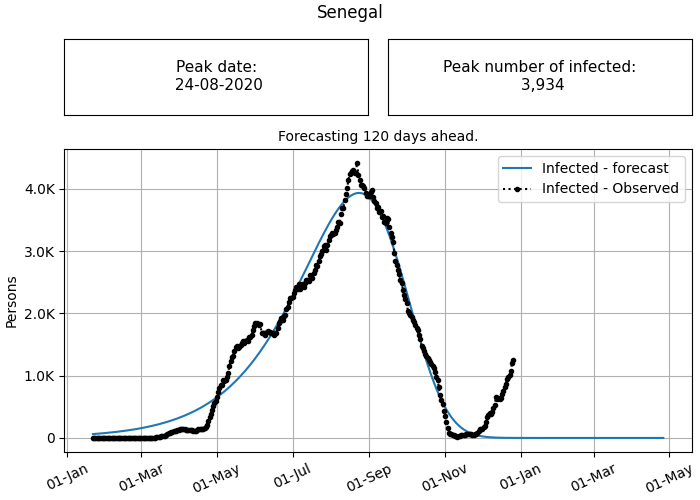 Senegal
Peak date:
24-08-2020
Peak number of infected:
3,934
Forecasting 120 days ahead.
Infected - forecast
Infected - Observed
Persons
4.0K
3.0K
2.0K
1.0K
0
01-Jan
01-Mar
01-May
01-Jul
01-Sep
01-Nov
01-Jan
01-Mar
01-May